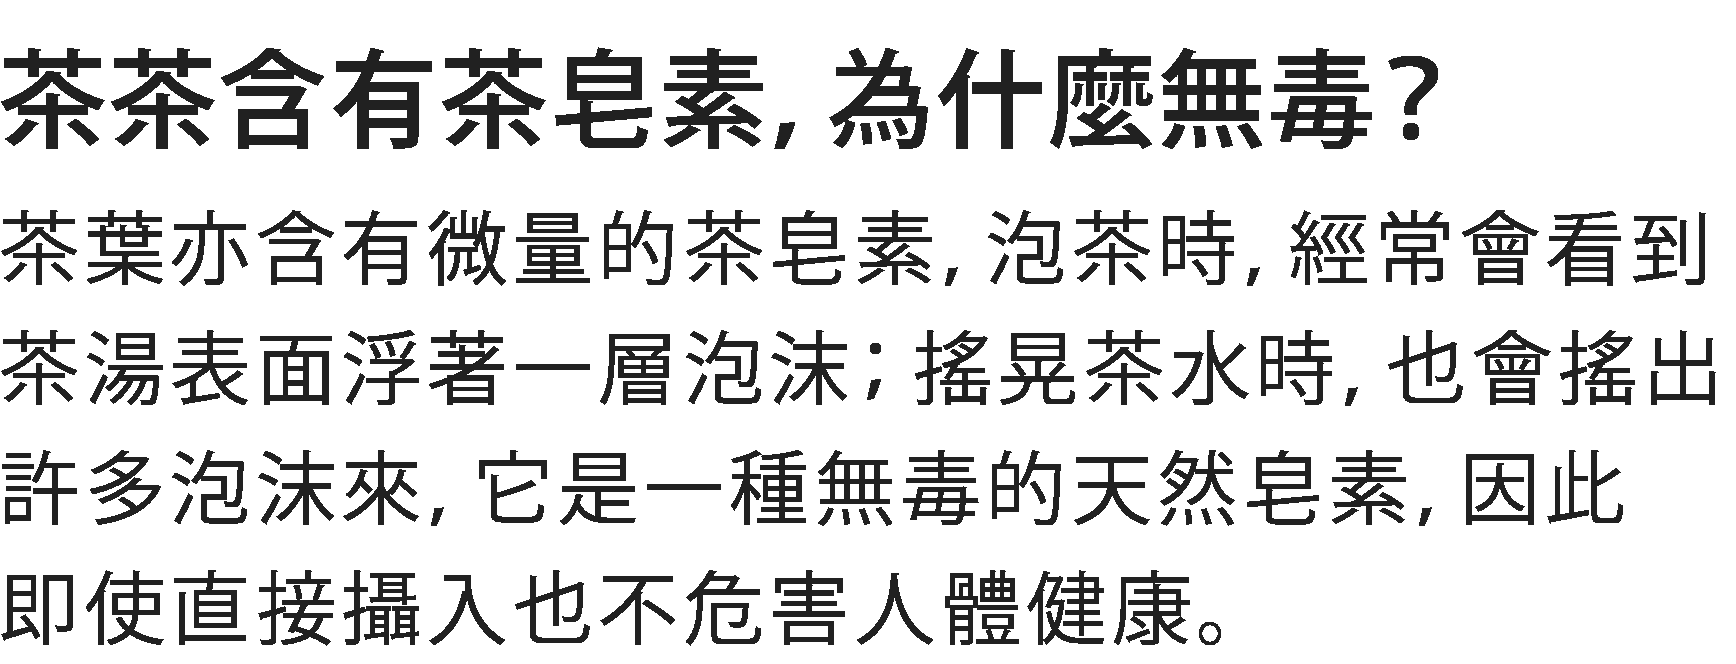 茶茶含有茶皂素, 為什麼無毒？
茶葉亦含有微量的茶皂素, 泡茶時, 經常會看到
茶湯表面浮著一層泡沫；搖晃茶水時, 也會搖出
許多泡沫來, 它是一種無毒的天然皂素, 因此
即使直接攝入也不危害人體健康。